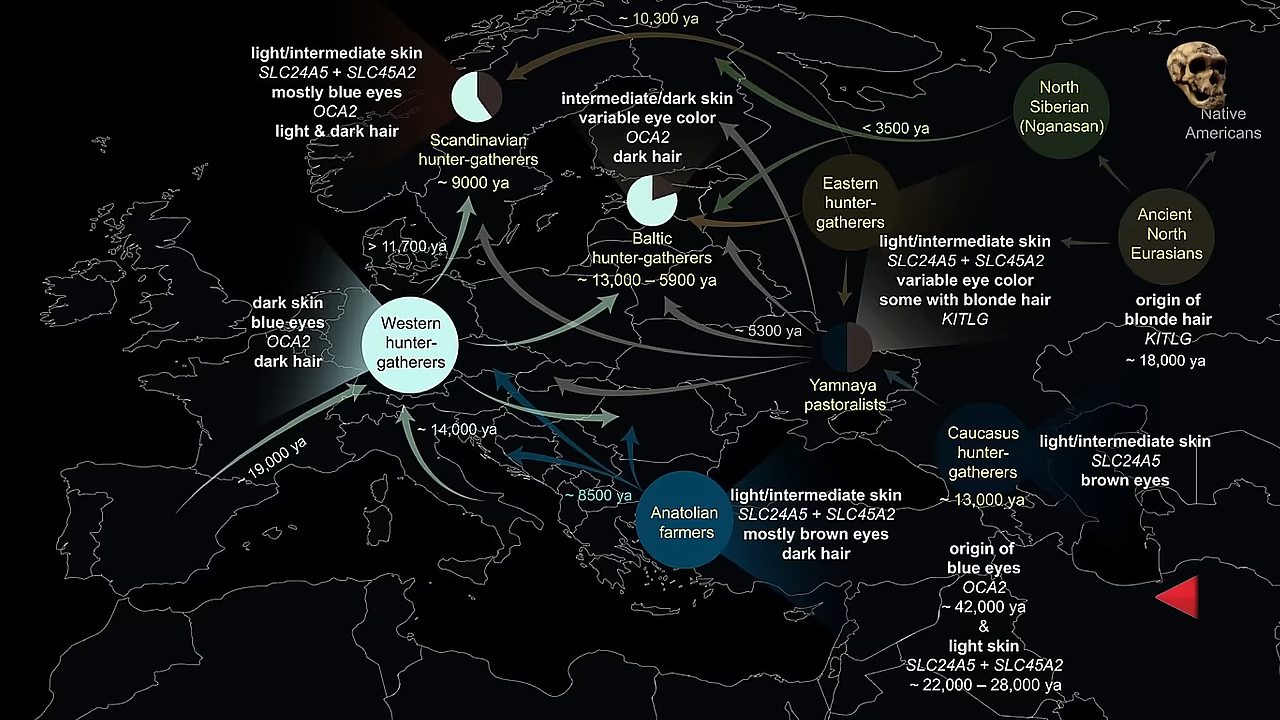 ~ 10,300 ya
light/intermediate skin
SLC24A5 + SLC45A2
mostly blue eyes
OCA2
light & dark hair
Scandinavian
hunter-gatherers
~ 9000 ya
intermediate/dark skin
variable eye color
OCA2
dark hair
Baltic
hunter-gatherers
~ 13,000 – 5900 ya
< 3500 ya
North
Siberian
(Nganasan)
Native
Americans
Eastern
hunter-
gatherers
light/intermediate skin
SLC24A5 + SLC45A2
variable eye color
some with blonde hair
KITLG
Ancient
North
Eurasians
origin of
blonde hair
KITLG
~ 18,000 ya
> 11,700 ya
dark skin
blue eyes
OCA2
dark hair
Western
hunter-
gatherers
~ 5300 ya
Yamnaya
pastoralists
19,000 ya
~ 14,000 ya
Caucasus
hunter-
gatherers
~ 13,000 ya
light/intermediate skin
SLC24A5
brown eyes
~ 8500 ya
Anatolian
farmers
light/intermediate skin
SLC24A5 + SLC45A2
mostly brown eyes
dark hair
origin of
blue eyes
OCA2
~ 42,000 ya
&
light skin
SLC24A5 + SLC45A2
~ 22,000 – 28,000 ya